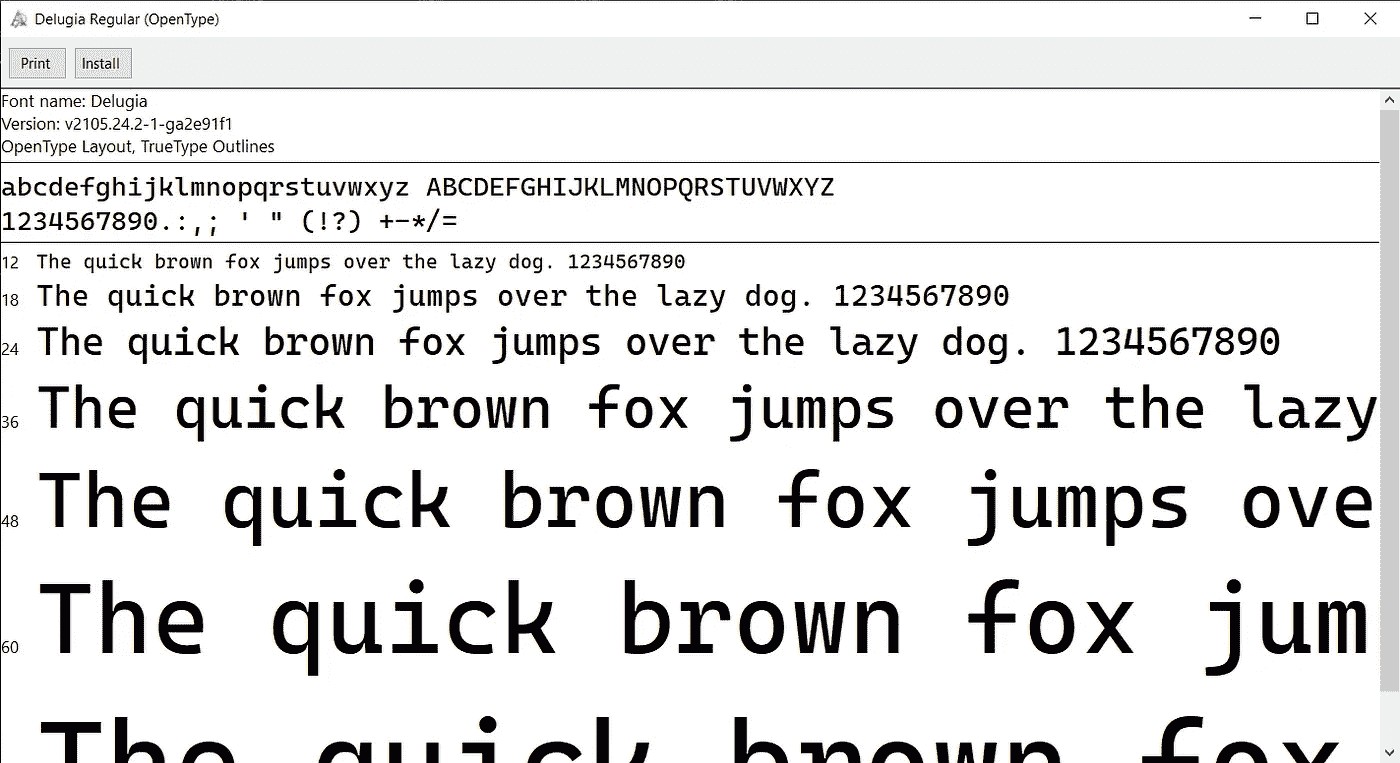 Delugia Regular (OpenType)
Print Install
Font name: Delugia
Version: v2105.24.2-1-ga2e91f1
OpenType Layout, TrueType Outlines
abcdefghijklmnopqrstuvwxyz ABCDEFGHIJKLMNOPQRSTUVWXYZ
1234567890.:,; ' " (!?) +-*/=
12 The quick brown fox jumps over the lazy dog. 1234567890
18 The quick brown fox jumps over the lazy dog. 1234567890
24 The quick brown fox jumps over the lazy dog. 1234567890
36 The quick brown fox jumps over the lazy
48 The quick brown fox jumps ove
60 The quick brown fox jum
The quick brown fox